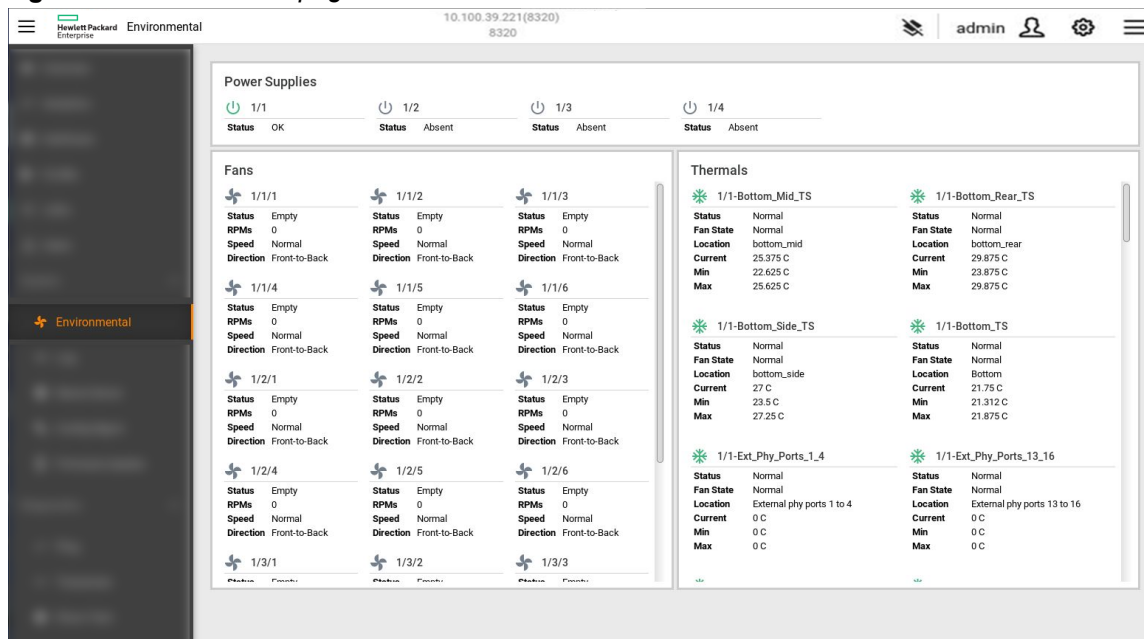 Hewlett Packard
Enterprise
Environmental
10.100.39.221(8320)
8320
admin
Environmental
Power Supplies
1/1
1/2
1/3
1/4
Status OK
Status Absent
Status Absent
Status Absent
Fans
1/1/1
1/1/2
1/1/3
Status Empty
Status Empty
Status Empty
RPMs 0
RPMs 0
RPMs 0
Speed Normal
Speed Normal
Speed Normal
Direction Front-to-Back
Direction Front-to-Back
Direction Front-to-Back
1/1/4
1/1/5
1/1/6
Status Empty
Status Empty
Status Empty
RPMs 0
RPMs 0
RPMs 0
Speed Normal
Speed Normal
Speed Normal
Direction Front-to-Back
Direction Front-to-Back
Direction Front-to-Back
1/2/1
1/2/2
1/2/3
Status Empty
Status Empty
Status Empty
RPMs 0
RPMs 0
RPMs 0
Speed Normal
Speed Normal
Speed Normal
Direction Front-to-Back
Direction Front-to-Back
Direction Front-to-Back
1/2/4
1/2/5
1/2/6
Status Empty
Status Empty
Status Empty
RPMs 0
RPMs 0
RPMs 0
Speed Normal
Speed Normal
Speed Normal
Direction Front-to-Back
Direction Front-to-Back
Direction Front-to-Back
1/3/1
1/3/2
1/3/3
Status Empty
Status Empty
Status Empty
Thermals
1/1-Bottom_Mid_TS
1/1-Bottom_Rear_TS
Status Normal
Status Normal
Fan State Normal
Fan State Normal
Location bottom_mid
Location bottom_rear
Current 25.375 C
Current 29.875 C
Min 22.625 C
Min 23.875 C
Max 25.625 C
Max 29.875 C
1/1-Bottom_Side_TS
1/1-Bottom_TS
Status Normal
Status Normal
Fan State Normal
Fan State Normal
Location bottom_side
Location Bottom
Current 27 C
Current 21.75 C
Min 23.5 C
Min 21.312 C
Max 27.25 C
Max 21.875 C
1/1-Ext_Phy_Ports_1_4
1/1-Ext_Phy_Ports_13_16
Status Normal
Status Normal
Fan State Normal
Fan State Normal
Location External phy ports 1 to 4
Location External phy ports 13 to 16
Current 0 C
Current 0 C
Min 0 C
Min 0 C
Max 0 C
Max 0 C